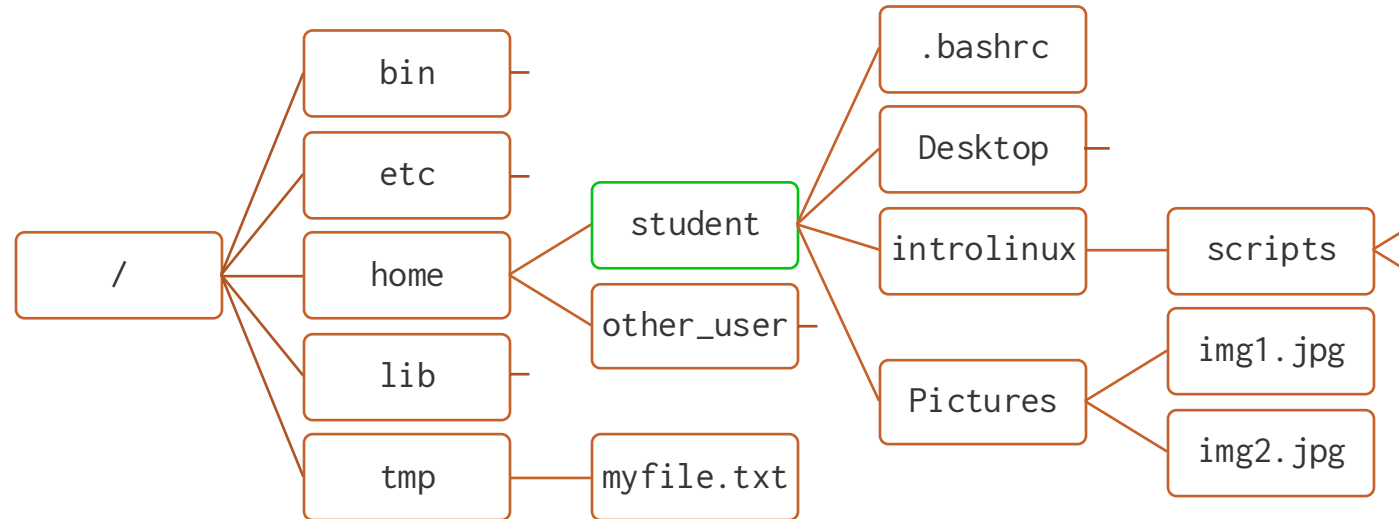 /
bin
etc
home
lib
tmp
student
other_user
myfile.txt
.bashrc
Desktop
introlinux
Pictures
scripts
img1.jpg
img2.jpg